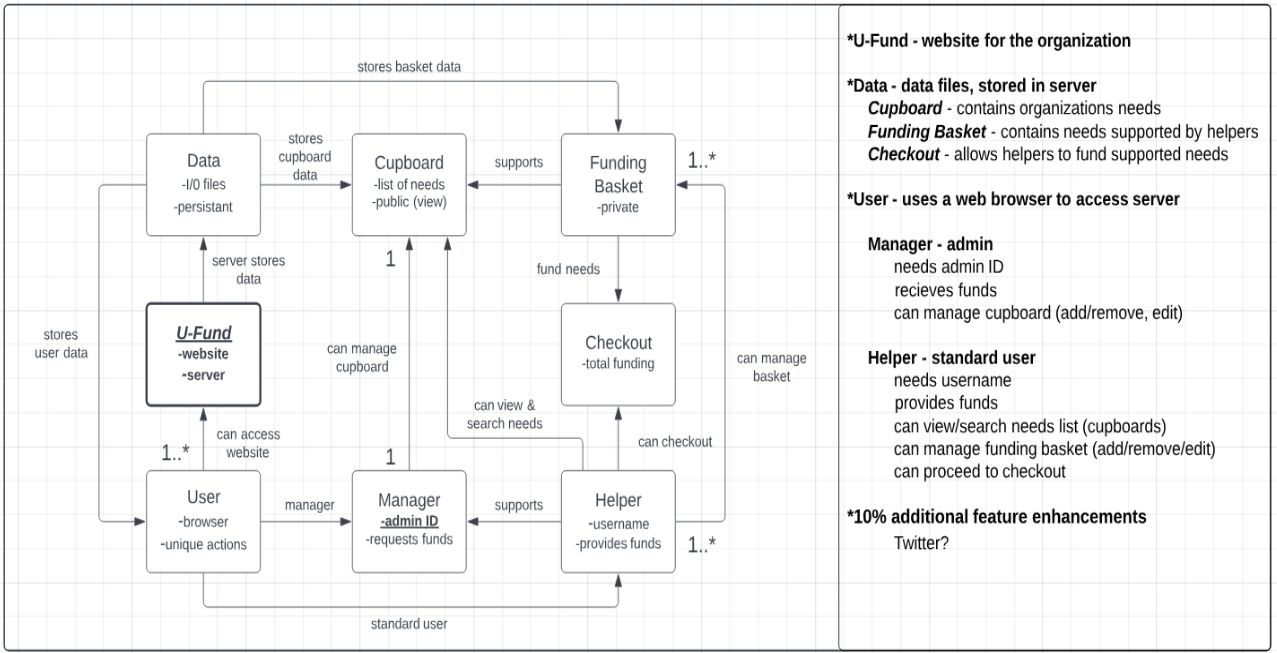 stores basket data
Data
-I/0 files
-persistant
stores
cupboard
data
Cupboard
-list of needs
-public (view)
supports
Funding
Basket
-private
1..*
server stores
data
1
fund needs
stores
user data
U-Fund
-website
-server
can manage
cupboard
Checkout
-total funding
can manage
basket
can view &
search needs
can checkout
1..*
can access
website
1
User
-browser
-unique actions
manager
Manager
-admin ID
-requests funds
supports
Helper
-username
-provides funds
1..*
standard user
*U-Fund - website for the organization
*Data - data files, stored in server
Cupboard - contains organizations needs
Funding Basket - contains needs supported by helpers
Checkout - allows helpers to fund supported needs
*User - uses a web browser to access server
Manager - admin
needs admin ID
recieves funds
can manage cupboard (add/remove, edit)
Helper - standard user
needs username
provides funds
can view/search needs list (cupboards)
can manage funding basket (add/remove/edit)
can proceed to checkout
*10% additional feature enhancements
Twitter?